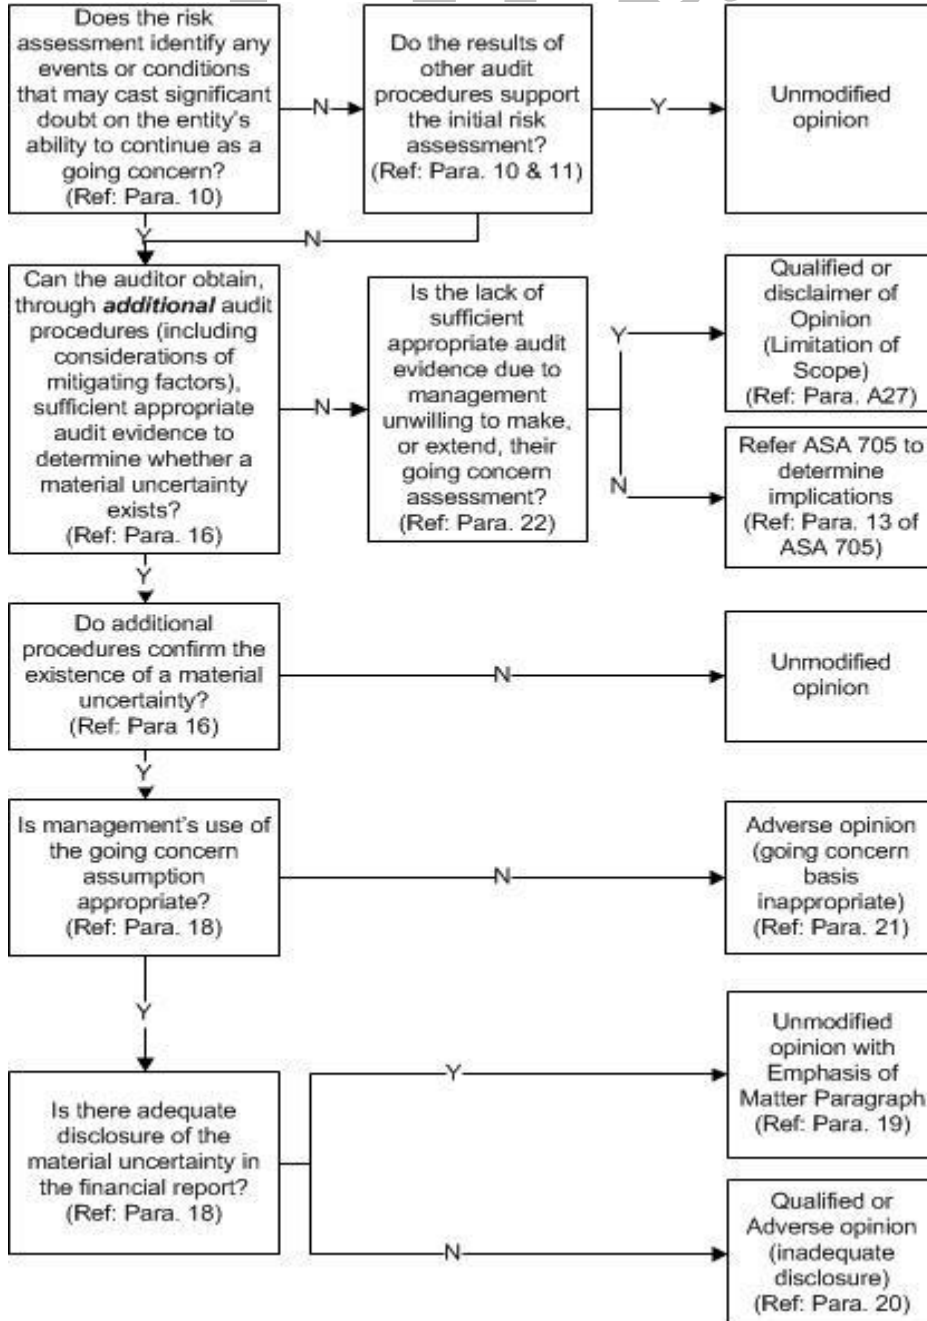 Does the risk
assessment identify any
events or conditions
that may cast significant
doubt on the entity's
ability to continue as a
going concern?
(Ref: Para. 10)
N
Do the results of
other audit
procedures support
the initial risk
assessment?
(Ref: Para. 10 & 11)
Y
Unmodified
opinion
Y
N
Can the auditor obtain,
through additional audit
procedures (including
considerations of
mitigating factors),
sufficient appropriate
audit evidence to
determine whether a
material uncertainty
exists?
(Ref: Para. 16)
N
Is the lack of
sufficient
appropriate audit
evidence due to
management
unwilling to make,
or extend, their
going concern
assessment?
(Ref: Para. 22)
Y
Qualified or
disclaimer of
Opinion
(Limitation of
Scope)
(Ref: Para. A27)
N
Refer ASA 705 to
determine
implications
(Ref: Para. 13 of
ASA 705)
Y
Do additional
procedures confirm the
existence of a material
uncertainty?
(Ref: Para 16)
N
Unmodified
opinion
Y
Is management's use of
the going concern
assumption
appropriate?
(Ref: Para. 18)
N
Adverse opinion
(going concern
basis
inappropriate)
(Ref: Para. 21)
Y
Is there adequate
disclosure of the
material uncertainty in
the financial report?
(Ref: Para. 18)
Y
Unmodified
opinion with
Emphasis of
Matter Paragraph
(Ref: Para. 19)
N
Qualified or
Adverse opinion
(inadequate
disclosure)
(Ref: Para. 20)